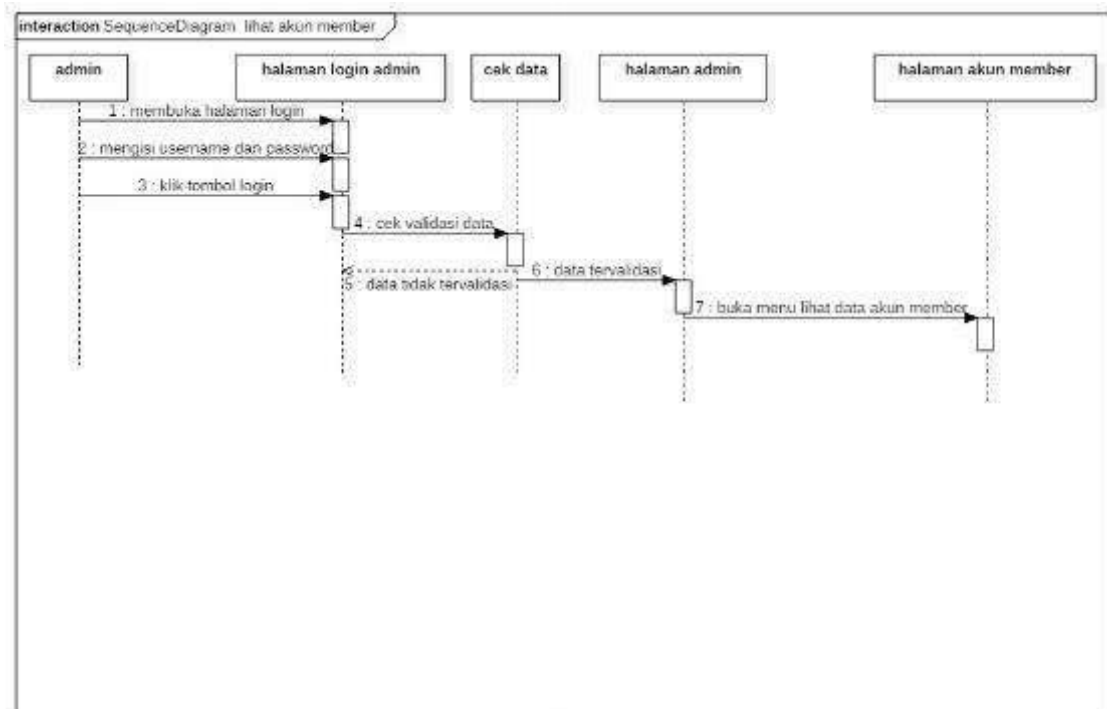 interaction SequenceDiagram lihat akun member
admin
halaman login admin
cek data
halaman admin
halaman akun member
1 : membuka halaman login
2 : mengisi username dan password
3 : klik tombol login
4 : cek validasi data
5 : data tidak tervalidasi
6 : data tervalidasi
7 : buka menu lihat data akun member